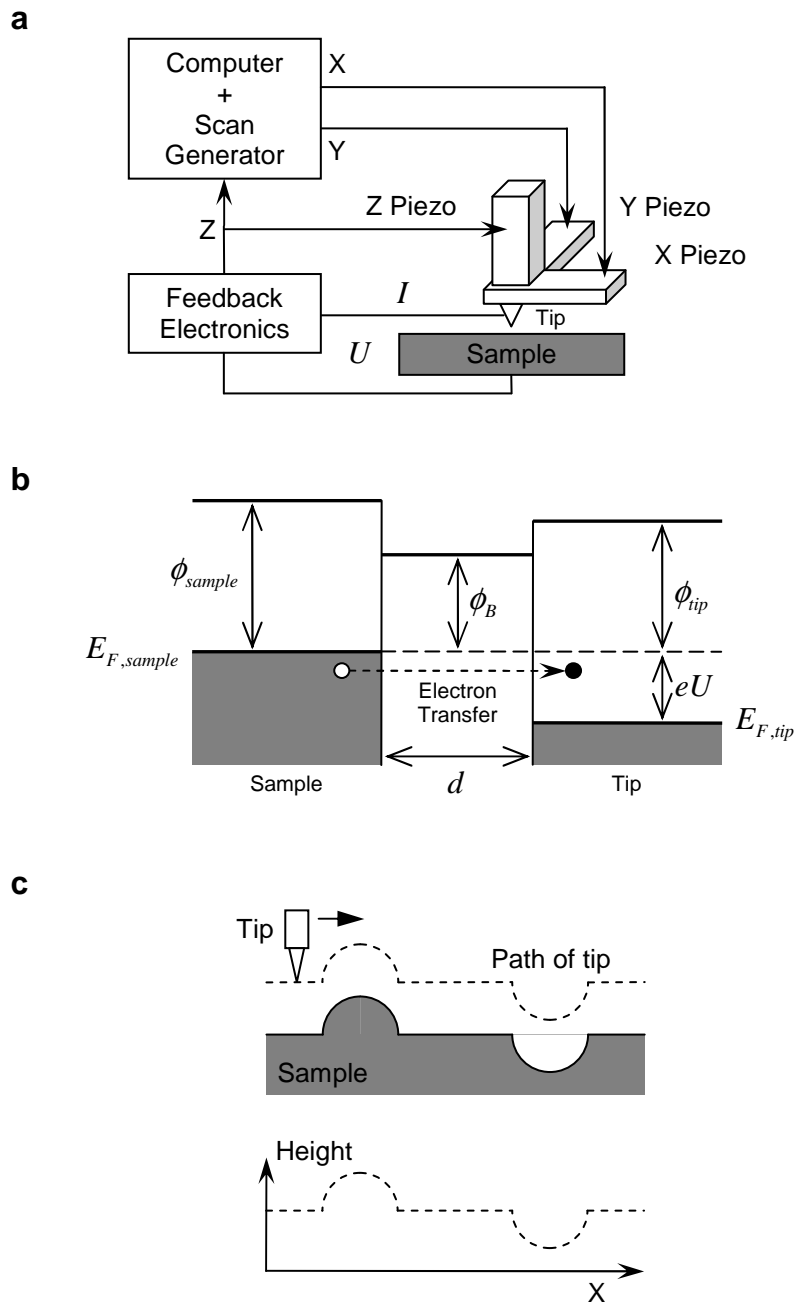 a
Computer
+
Scan
Generator
X
Y
Z
Z Piezo
Y Piezo
X Piezo
Feedback
Electronics
I
Tip
U
Sample
b
ϕsample
ϕB
ϕtip
EF,sample
Electron
Transfer
eU
EF,tip
Sample
d
Tip
c
Tip
Path of tip
Sample
Height
X